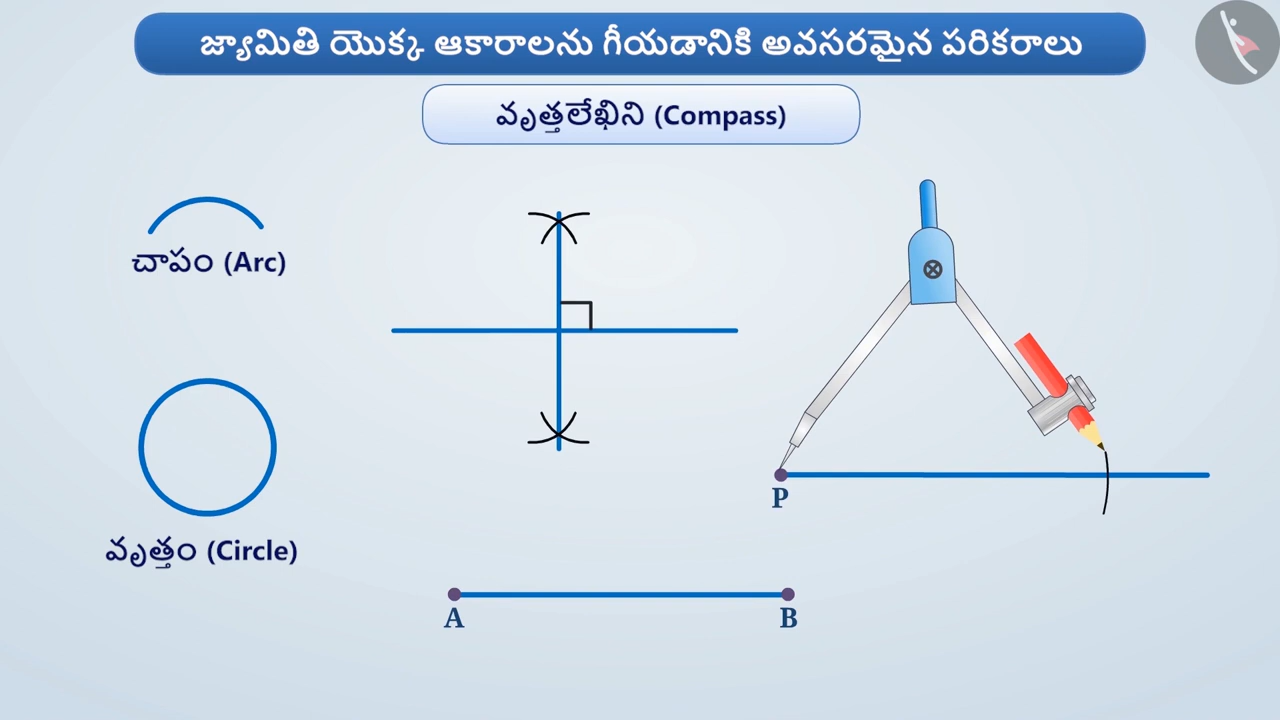 జ్యామితి యొక్క ఆకారాలను గీయడానికి అవసరమైన పరికరాలు
వృత్తలేఖిని (Compass)
చాపం (Arc)
వృత్తం (Circle)
P
A
B